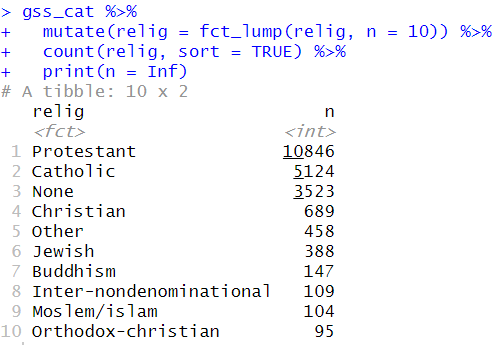 > gss_cat %>%
+   mutate(relig = fct_lump(relig, n = 10)) %>%
+   count(relig, sort = TRUE) %>%
+   print(n = Inf)
# A tibble: 10 x 2
   relig                       n
   <fct>                   <int>
 1 Protestant              10846
 2 Catholic                 5124
 3 None                     3523
 4 Christian                 689
 5 Other                     458
 6 Jewish                    388
 7 Buddhism                  147
 8 Inter-nondenominational   109
 9 Moslem/islam              104
10 Orthodox-christian         95